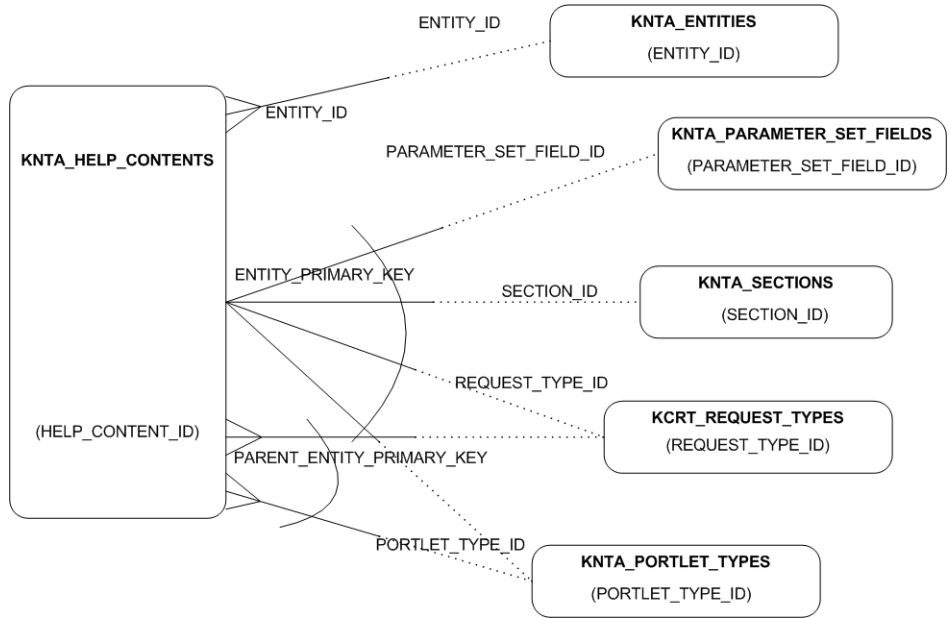 ENTITY_ID
KNTA_ENTITIES
(ENTITY_ID)
ENTITY_ID
KNTA_HELP_CONTENTS
PARAMETER_SET_FIELD_ID
KNTA_PARAMETER_SET_FIELDS
(PARAMETER_SET_FIELD_ID)
ENTITY_PRIMARY_KEY
SECTION_ID
KNTA_SECTIONS
(SECTION_ID)
REQUEST_TYPE_ID
KCRT_REQUEST_TYPES
(REQUEST_TYPE_ID)
(HELP_CONTENT_ID)
PARENT_ENTITY_PRIMARY_KEY
PORTLET_TYPE_ID
KNTA_PORTLET_TYPES
(PORTLET_TYPE_ID)